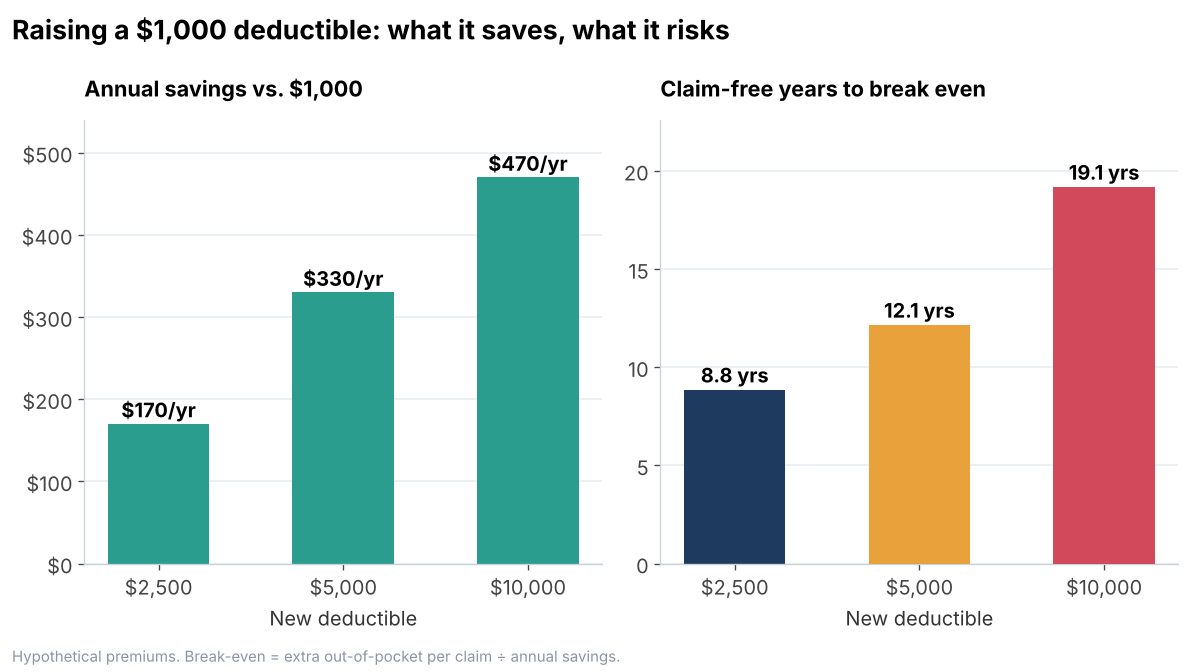 Raising a $1,000 deductible: what it saves, what it risks
Annual savings vs. $1,000
$500
$400
$300
$200
$100
$0
$170/yr
$330/yr
$470/yr
$2,500
$5,000
$10,000
New deductible
Claim-free years to break even
20
15
10
5
0
8.8 yrs
12.1 yrs
19.1 yrs
$2,500
$5,000
$10,000
New deductible
Hypothetical premiums. Break-even = extra out-of-pocket per claim ÷ annual savings.